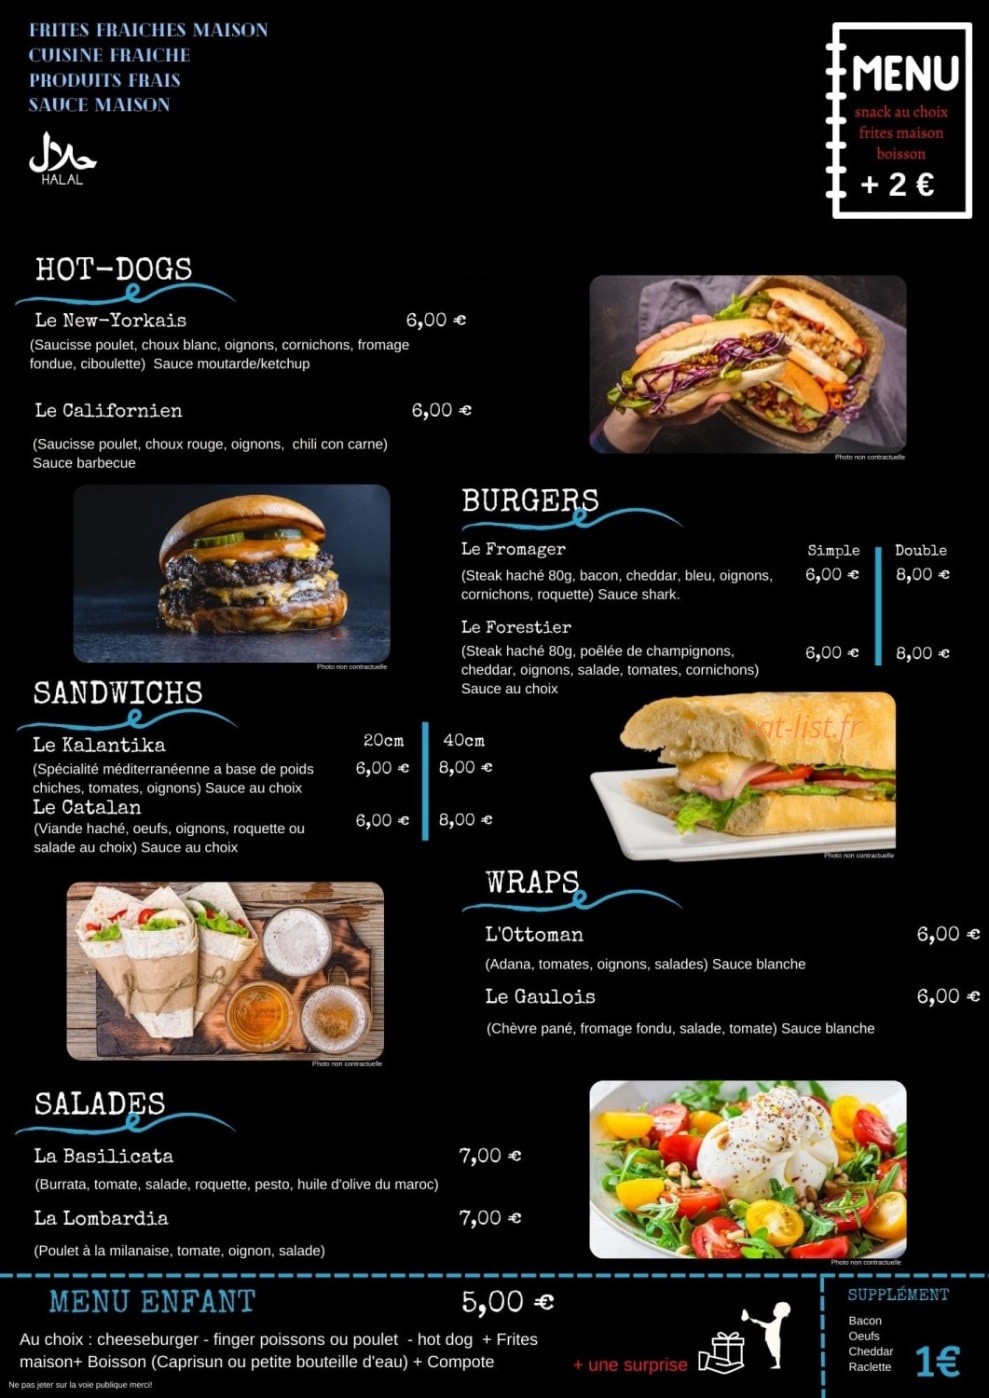 FRITES FRAICHES MAISON
CUISINE FRAICHE
PRODUITS FRAIS
SAUCE MAISON
حلال
HALAL
MENU
snack au choix
frites maison
boisson
+ 2 €
HOT-DOGS
Le New-Yorkais 6,00 €
(Saucisse poulet, choux blanc, oignons, cornichons, fromage
fondue, ciboulette) Sauce moutarde/ketchup
Le Californien 6,00 €
(Saucisse poulet, choux rouge, oignons, chili con carne)
Sauce barbecue
Photo non contractuelle
Photo non contractuelle
BURGERS
Le Fromager Simple Double
(Steak haché 80g, bacon, cheddar, bleu, oignons, 6,00 € 8,00 €
cornichons, roquette) Sauce shark.
Le Forestier
(Steak haché 80g, poêlée de champignons, 6,00 € 8,00 €
cheddar, oignons, salade, tomates, cornichons)
Sauce au choix
SANDWICHS
Le Kalantika 20cm 40cm
(Spécialité méditerranéenne a base de poids 6,00 € 8,00 €
chiches, tomates, oignons) Sauce au choix
Le Catalan
(Viande haché, oeufs, oignons, roquette ou 6,00 € 8,00 €
salade au choix) Sauce au choix
eat-list.fr
Photo non contractuelle
WRAPS
L'Ottoman 6,00 €
(Adana, tomates, oignons, salades) Sauce blanche
Le Gaulois 6,00 €
(Chèvre pané, fromage fondu, salade, tomate) Sauce blanche
Photo non contractuelle
SALADES
La Basilicata 7,00 €
(Burrata, tomate, salade, roquette, pesto, huile d'olive du maroc)
La Lombardia 7,00 €
(Poulet à la milanaise, tomate, oignon, salade)
Photo non contractuelle
MENU ENFANT 5,00 €
Au choix : cheeseburger - finger poissons ou poulet - hot dog + Frites
maison+ Boisson (Caprisun ou petite bouteille d'eau) + Compote
+ une surprise
Ne pas jeter sur la voie publique merci!
SUPPLÉMENT
Bacon
Oeufs
Cheddar
Raclette
1€